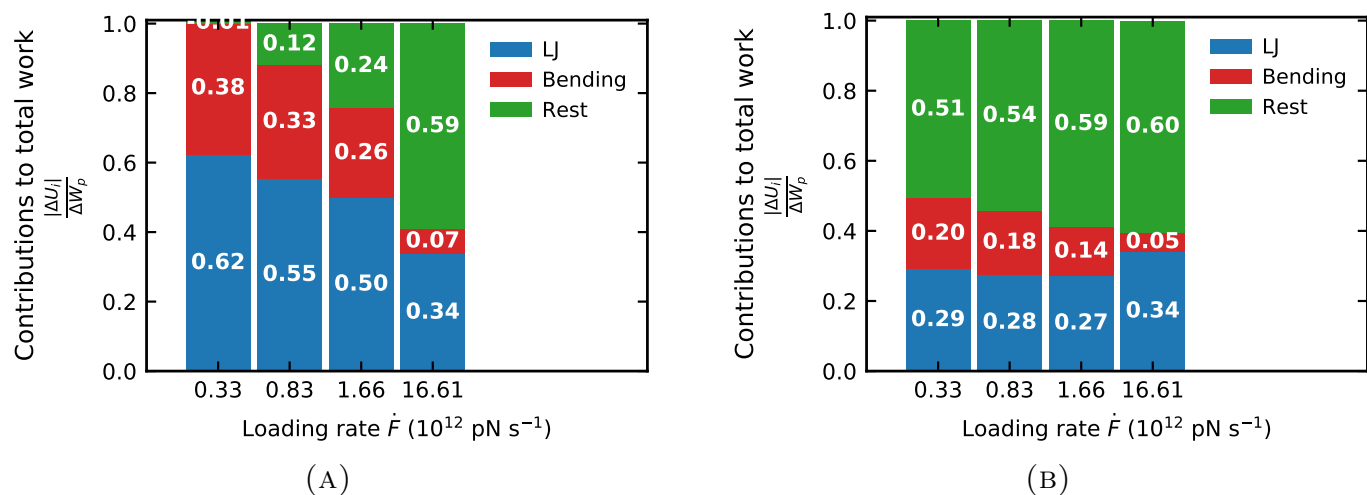 Contributions to total work
|ΔU_i|
ΔW_p
1.0
0.8
0.6
0.4
0.2
0.0
-0.01
0.38
0.62
0.12
0.33
0.55
0.24
0.26
0.50
0.59
0.07
0.34
LJ
Bending
Rest
0.33 0.83 1.66 16.61
Loading rate Ḟ (10¹² pN s⁻¹)
(A)
Contributions to total work
|ΔU_i|
ΔW_p
1.0
0.8
0.6
0.4
0.2
0.0
0.51
0.20
0.29
0.54
0.18
0.28
0.59
0.14
0.27
0.60
0.05
0.34
LJ
Bending
Rest
0.33 0.83 1.66 16.61
Loading rate Ḟ (10¹² pN s⁻¹)
(B)